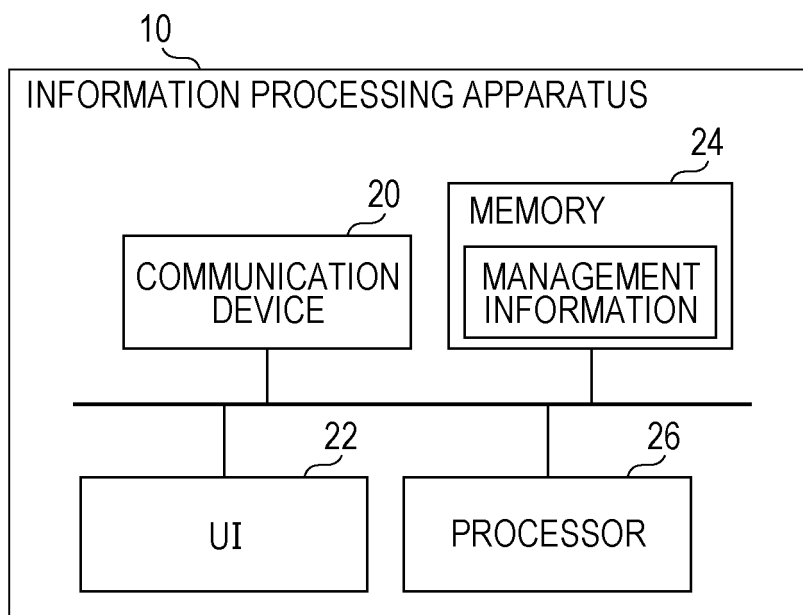 10
INFORMATION PROCESSING APPARATUS
20
COMMUNICATION
DEVICE
24
MEMORY
MANAGEMENT
INFORMATION
22
UI
26
PROCESSOR